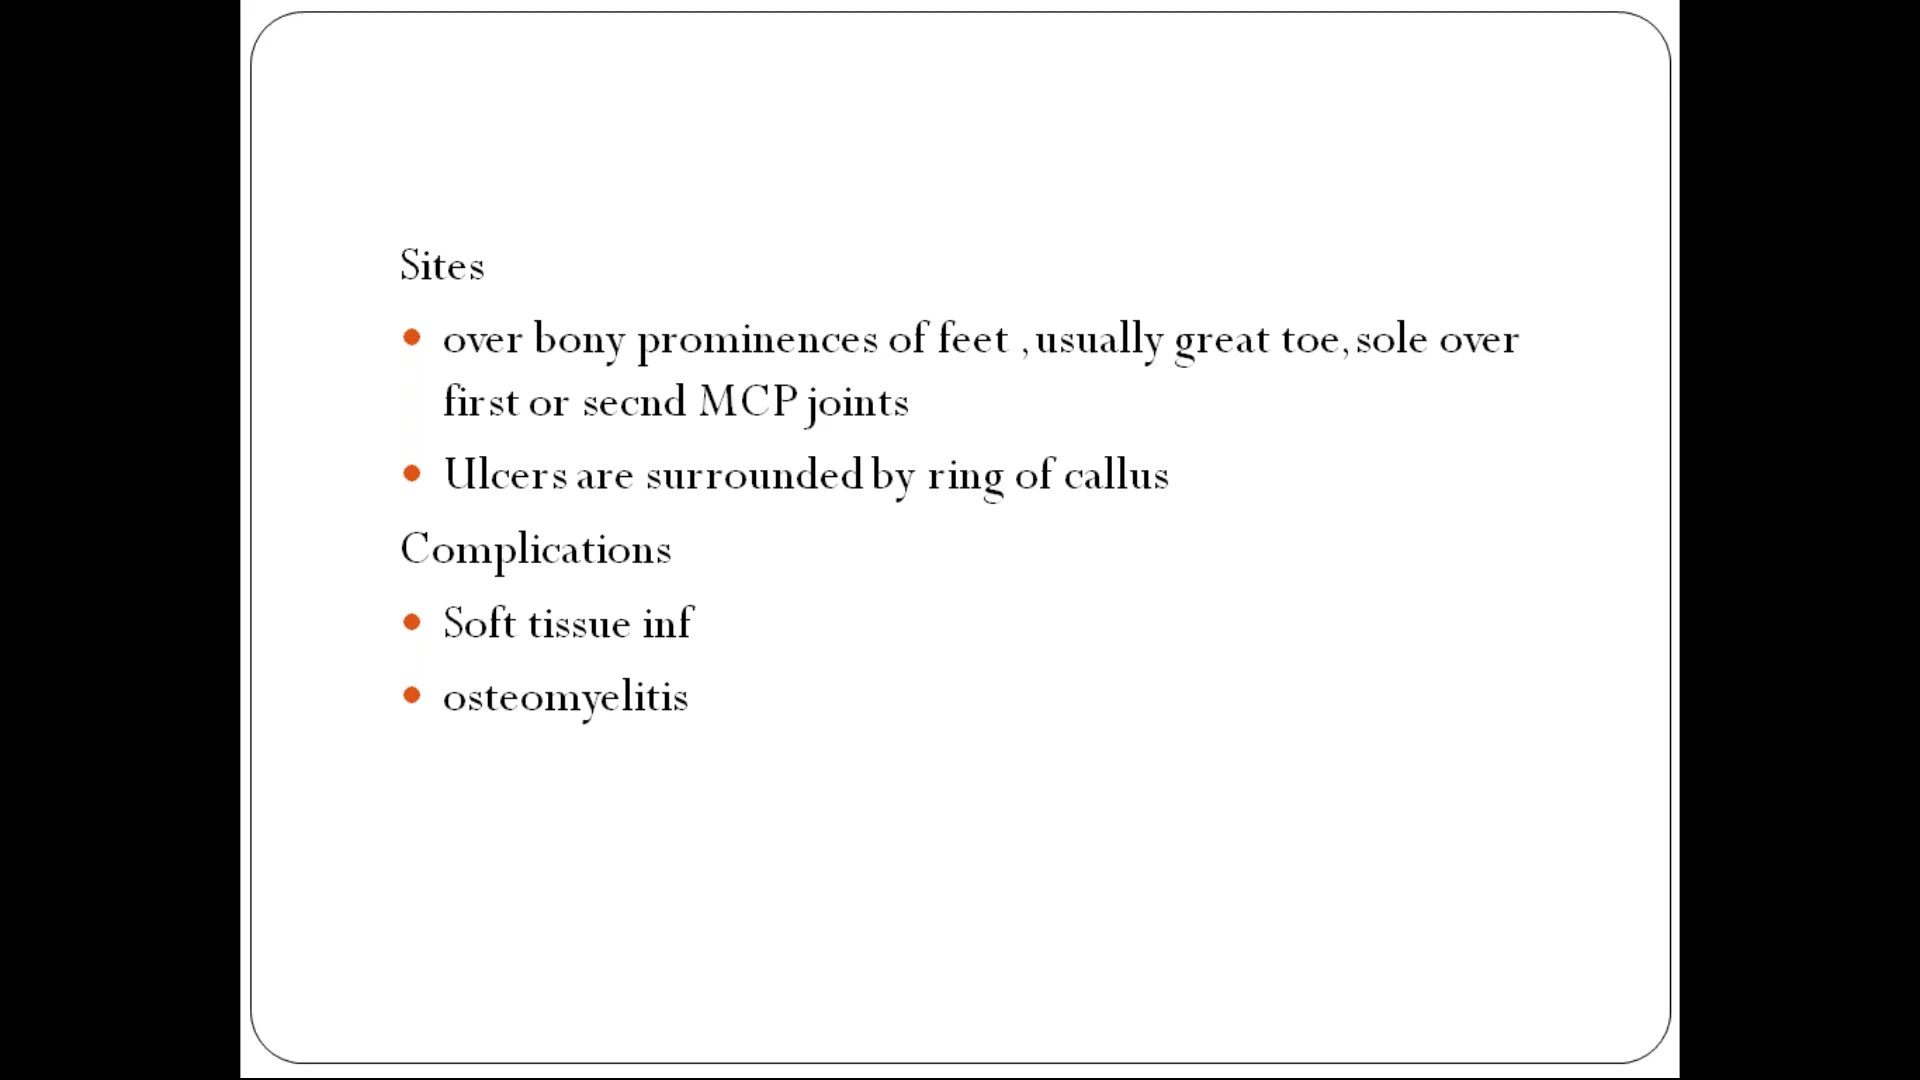 Sites
over bony prominences of feet ,usually great toe,sole over
first or secnd MCP joints
Ulcers are surrounded by ring of callus
Complications
Soft tissue inf
osteomyelitis